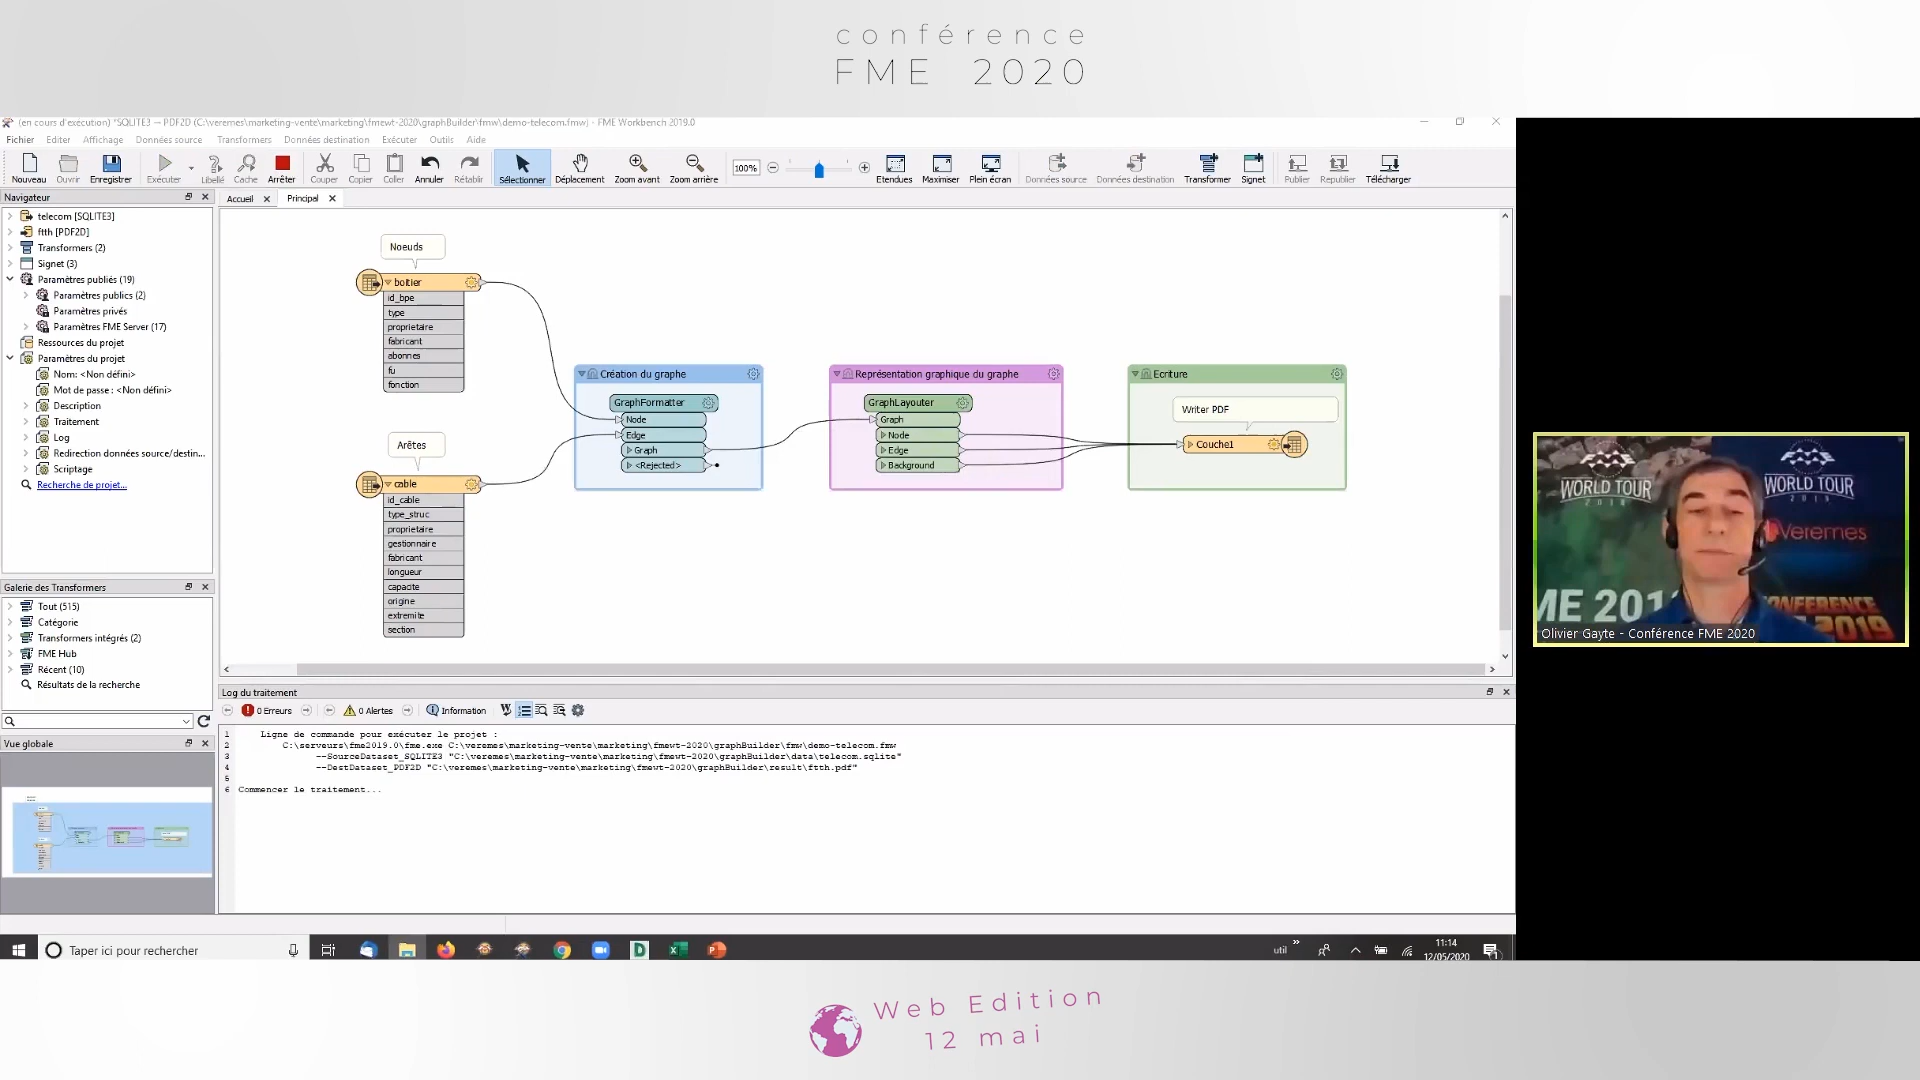 conférence
FME 2020
(en cours d'exécution) *SQLITE3 -- PDF2D (C:\veremes\marketing-vente\marketing\fmewt-2020\graphBuilder\fmw\demo-telecom.fmw) - FME Workbench 2019.0
Fichier Editer Affichage Données source Transformers Données destination Exécuter Outils Aide
Nouveau Ouvrir Enregistrer Exécuter Libellé Cache Arrêter Couper Copier Coller Annuler Rétablir Sélectionner Déplacement Zoom avant Zoom arrière 100% Etendues Maximiser Plein écran Données source Données destination Transformer Signet Publier Republier Télécharger
Navigateur
telecom [SQLITE3]
ftth [PDF2D]
Transformers (2)
Signet (3)
Paramètres publiés (19)
Paramètres publics (2)
Paramètres privés
Paramètres FME Server (17)
Ressources du projet
Paramètres du projet
Nom: <Non défini>
Mot de passe : <Non défini>
Description
Traitement
Log
Redirection données source/destin...
Scriptage
Recherche de projet...
Galerie des Transformers
Tout (515)
Catégorie
Transformers intégrés (2)
FME Hub
Récent (10)
Résultats de la recherche
Vue globale
Accueil Principal
Noeuds
boitier
id_bpe
type
proprietaire
fabricant
abonnes
fu
fonction
Arêtes
cable
id_cable
type_struc
proprietaire
gestionnaire
fabricant
longueur
capacite
origine
extremite
section
Création du graphe
GraphFormatter
Node
Edge
Graph
<Rejected>
Représentation graphique du graphe
GraphLayouter
Graph
Node
Edge
Background
Ecriture
Writer PDF
Couche1
Log du traitement
0 Erreurs 0 Alertes Information
1 Ligne de commande pour exécuter le projet :
2 C:\serveurs\fme2019.0\fme.exe C:\veremes\marketing-vente\marketing\fmewt-2020\graphBuilder\fmw\demo-telecom.fmw
3 --SourceDataset_SQLITE3 "C:\veremes\marketing-vente\marketing\fmewt-2020\graphBuilder\data\telecom.sqlite"
4 --DestDataset_PDF2D "C:\veremes\marketing-vente\marketing\fmewt-2020\graphBuilder\result\ftth.pdf"
5
6 Commencer le traitement...
Taper ici pour rechercher
util
11:14
12/05/2020
WORLD TOUR
WORLD TOUR
2019
Veremes
CONFERENCE
2019
Olivier Gayte - Conférence FME 2020
Web Edition
12 mai